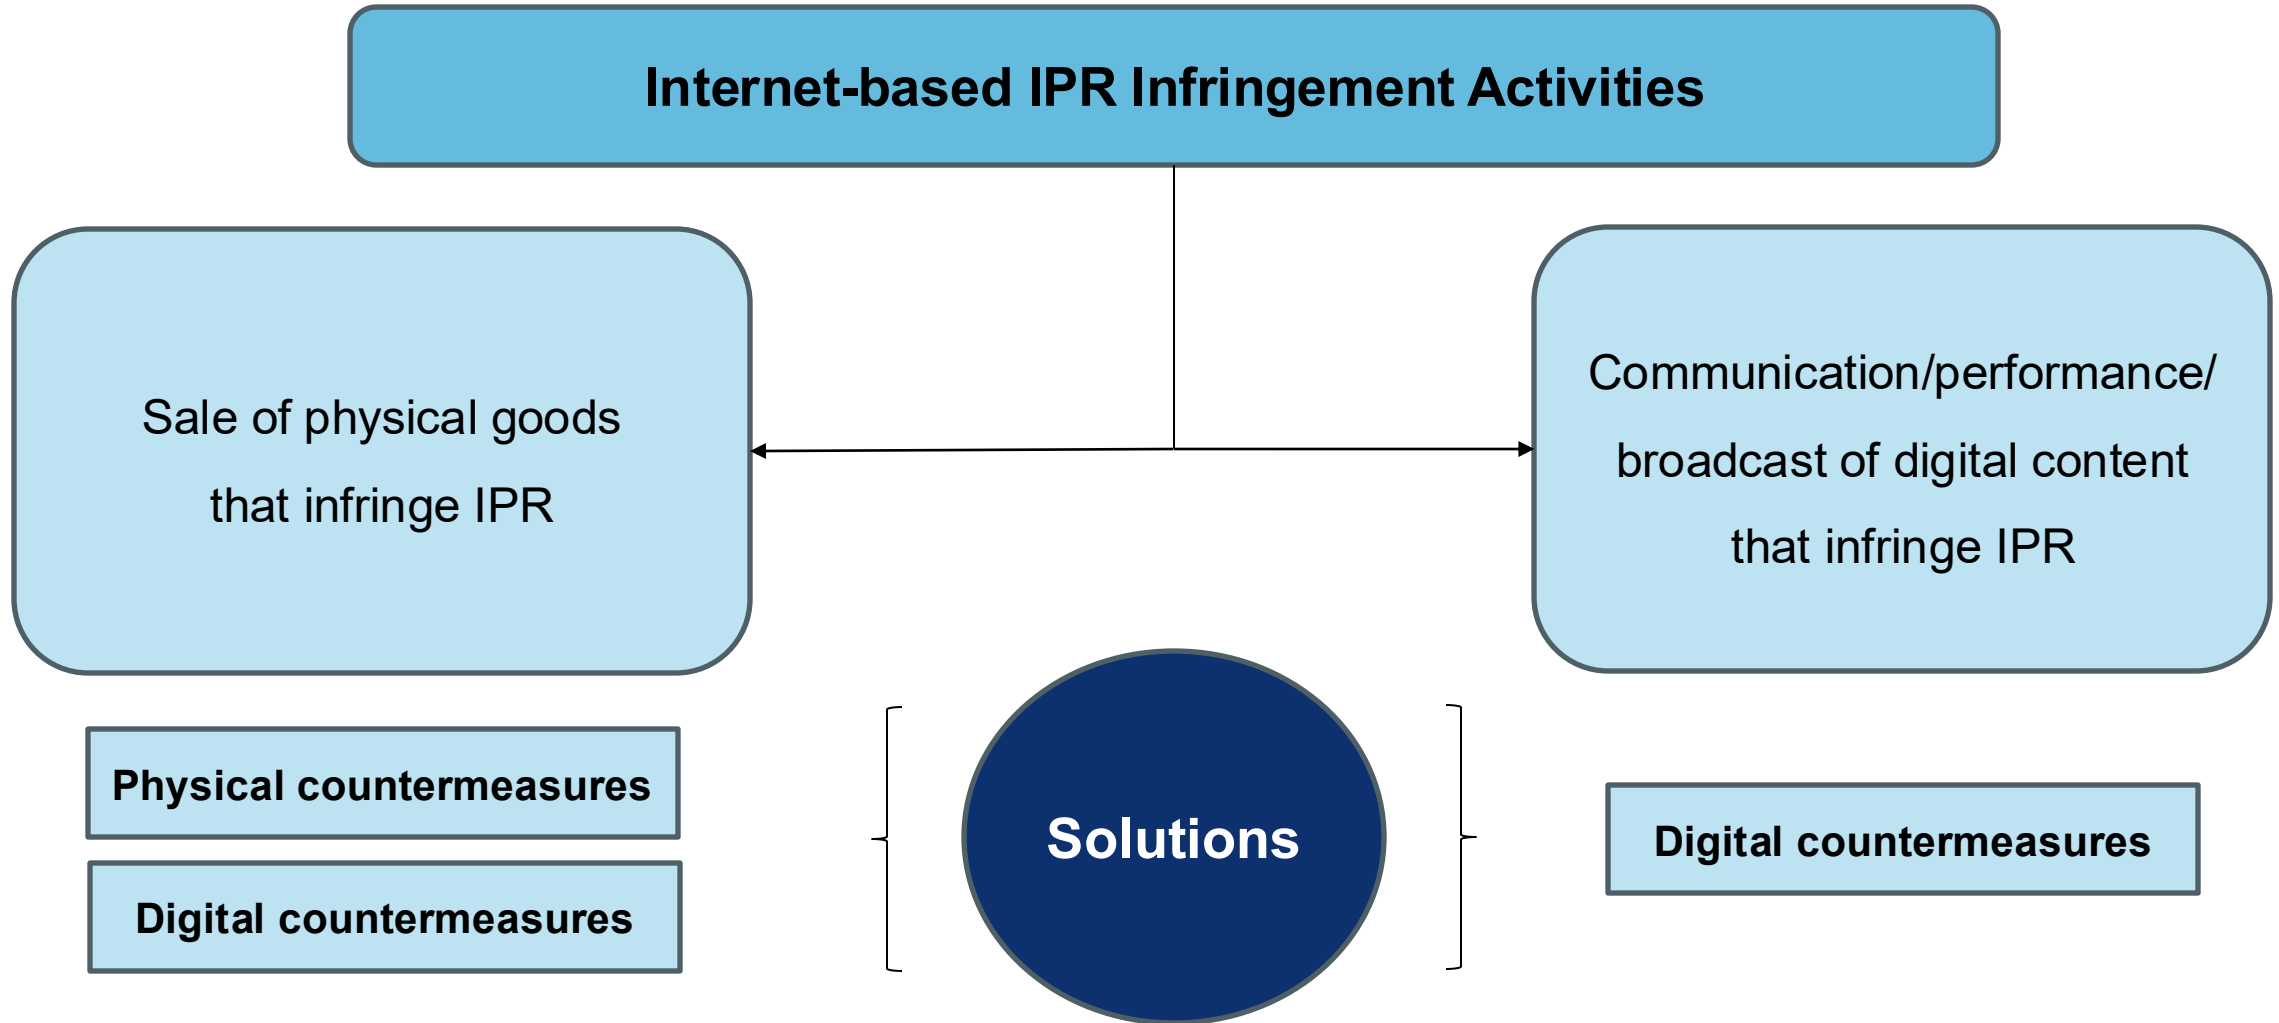 Internet-based IPR Infringement Activities
Sale of physical goods
that infringe IPR
Communication/performance/
broadcast of digital content
that infringe IPR
Physical countermeasures
Digital countermeasures
Solutions
Digital countermeasures